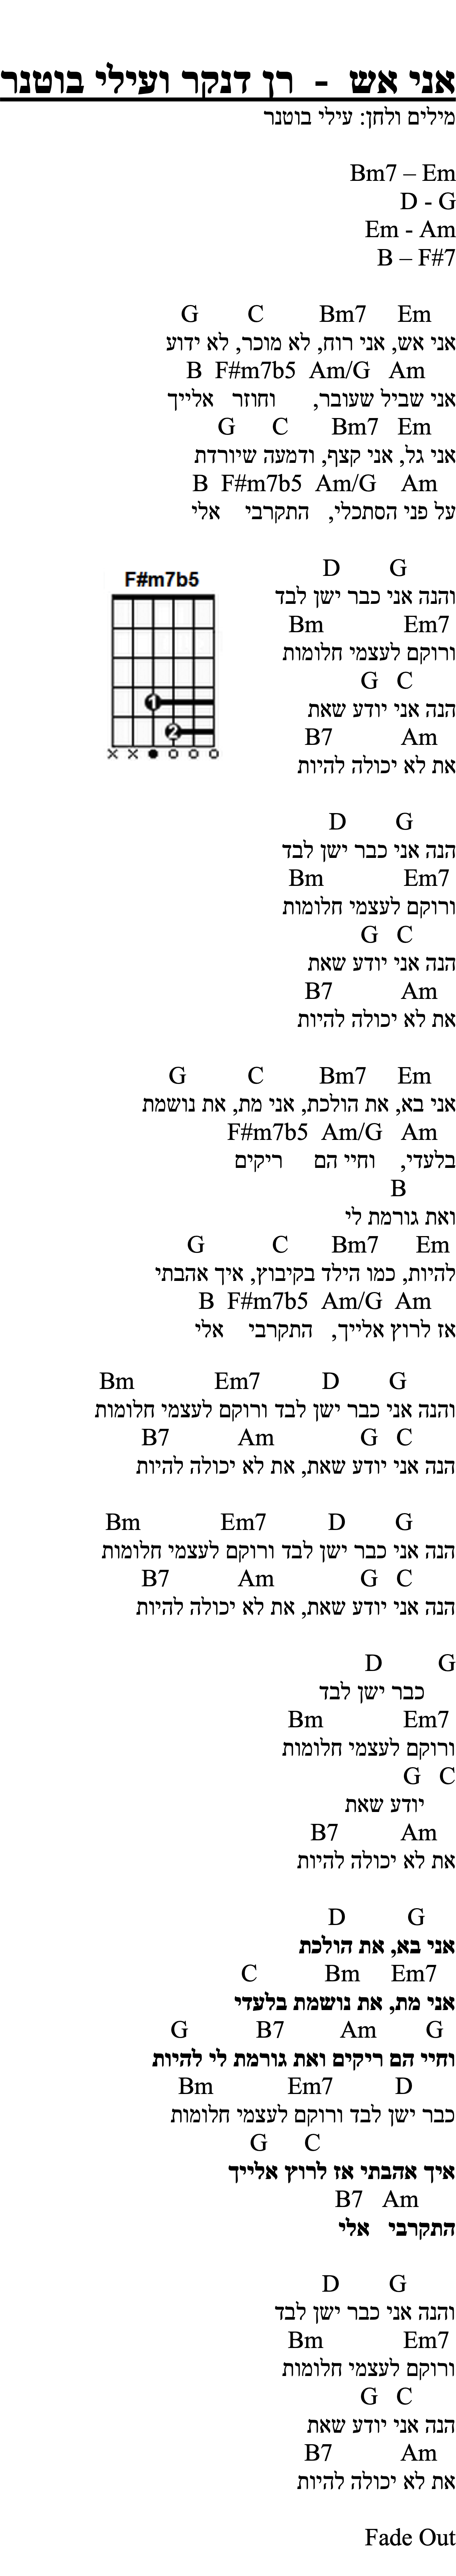 אני אש - רן דנקר ועילי בוטנר
מילים ולחן: עילי בוטנר
Bm7 – Em
D - G
Em - Am
B – F#7
G C Bm7 Em
אני אש, אני רוח, לא מוכר, לא ידוע
B F#m7b5 Am/G Am
אני שביל שעובר, וחוזר אלייך
G C Bm7 Em
אני גל, אני קצף, ודמעה שיורדת
B F#m7b5 Am/G Am
על פני הסתכלי, התקרבי אלי
D G
והנה אני כבר ישן לבד
Bm Em7
ורוקם לעצמי חלומות
G C
הנה אני יודע שאת
B7 Am
את לא יכולה להיות
F#m7b5
1
2
x x ● o o o
D G
הנה אני כבר ישן לבד
Bm Em7
ורוקם לעצמי חלומות
G C
הנה אני יודע שאת
B7 Am
את לא יכולה להיות
G C Bm7 Em
אני בא, את הולכת, אני מת, את נושמת
F#m7b5 Am/G Am
בלעדי, וחיי הם ריקים
B
ואת גורמת לי
G C Bm7 Em
להיות, כמו הילד בקיבוץ, איך אהבתי
B F#m7b5 Am/G Am
אז לרוץ אלייך, התקרבי אלי
Bm Em7 D G
והנה אני כבר ישן לבד ורוקם לעצמי חלומות
B7 Am G C
הנה אני יודע שאת, את לא יכולה להיות
Bm Em7 D G
הנה אני כבר ישן לבד ורוקם לעצמי חלומות
B7 Am G C
הנה אני יודע שאת, את לא יכולה להיות
D G
כבר ישן לבד
Bm Em7
ורוקם לעצמי חלומות
G C
יודע שאת
B7 Am
את לא יכולה להיות
D G
אני בא, את הולכת
C Bm Em7
אני מת, את נושמת בלעדי
G B7 Am G
וחיי הם ריקים ואת גורמת לי להיות
Bm Em7 D
כבר ישן לבד ורוקם לעצמי חלומות
G C
איך אהבתי אז לרוץ אלייך
B7 Am
התקרבי אלי
D G
והנה אני כבר ישן לבד
Bm Em7
ורוקם לעצמי חלומות
G C
הנה אני יודע שאת
B7 Am
את לא יכולה להיות
Fade Out